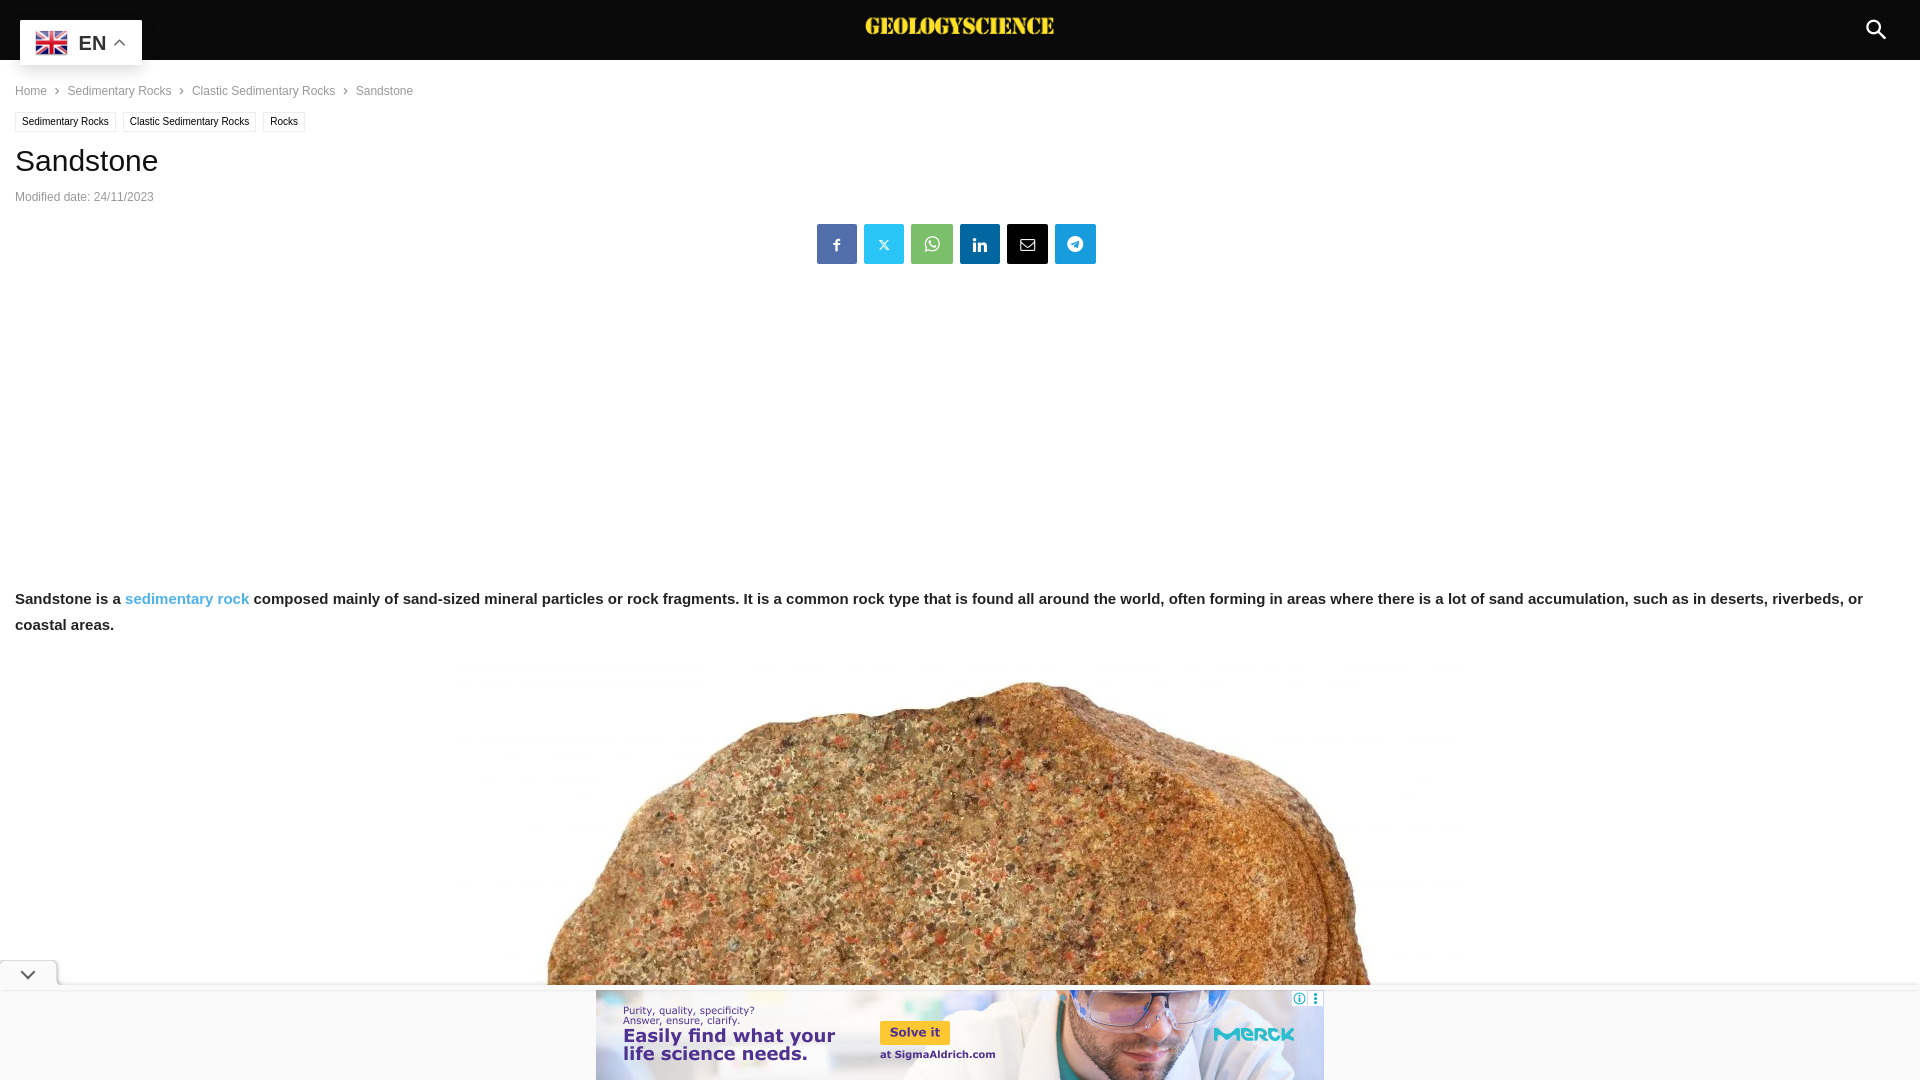 EN
GEOLOGYSCIENCE
Home > Sedimentary Rocks > Clastic Sedimentary Rocks > Sandstone
Sedimentary Rocks
Clastic Sedimentary Rocks
Rocks
Sandstone
Modified date: 24/11/2023
Sandstone is a sedimentary rock composed mainly of sand-sized mineral particles or rock fragments. It is a common rock type that is found all around the world, often forming in areas where there is a lot of sand accumulation, such as in deserts, riverbeds, or
coastal areas.
Purity, quality, specificity?
Answer, ensure, clarify.
Easily find what your
life science needs.
Solve it
at SigmaAldrich.com
MERCK